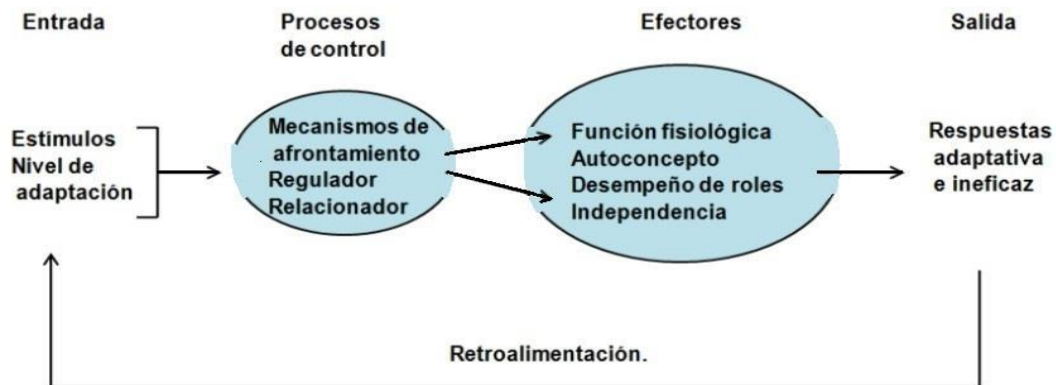 Entrada
Procesos
de control
Efectores
Salida
Estímulos
Nivel de
adaptación
Mecanismos de
. afrontamiento
Regulador
Relacionador
Función fisiológica
Autoconcepto
Desempeño de roles
Independencia
Respuestas
adaptativa
e ineficaz
Retroalimentación.